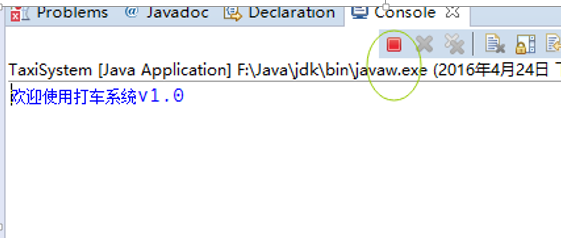 Problems @ Javadoc Declaration Console
TaxiSystem [Java Application] F:\Java\jdk\bin\javaw.exe (2016年4月24日
欢迎使用打车系统v1.0